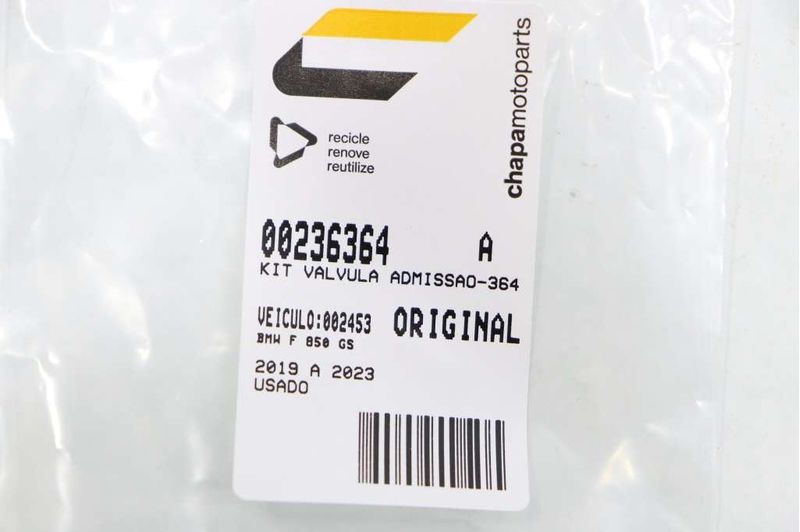 chapamotoparts
recicle
renove
reutilize
00236364 A
KIT VALVULA ADMISSAO-364
VEICULO:002453 ORIGINAL
BMW F 850 GS
2019 A 2023
USADO